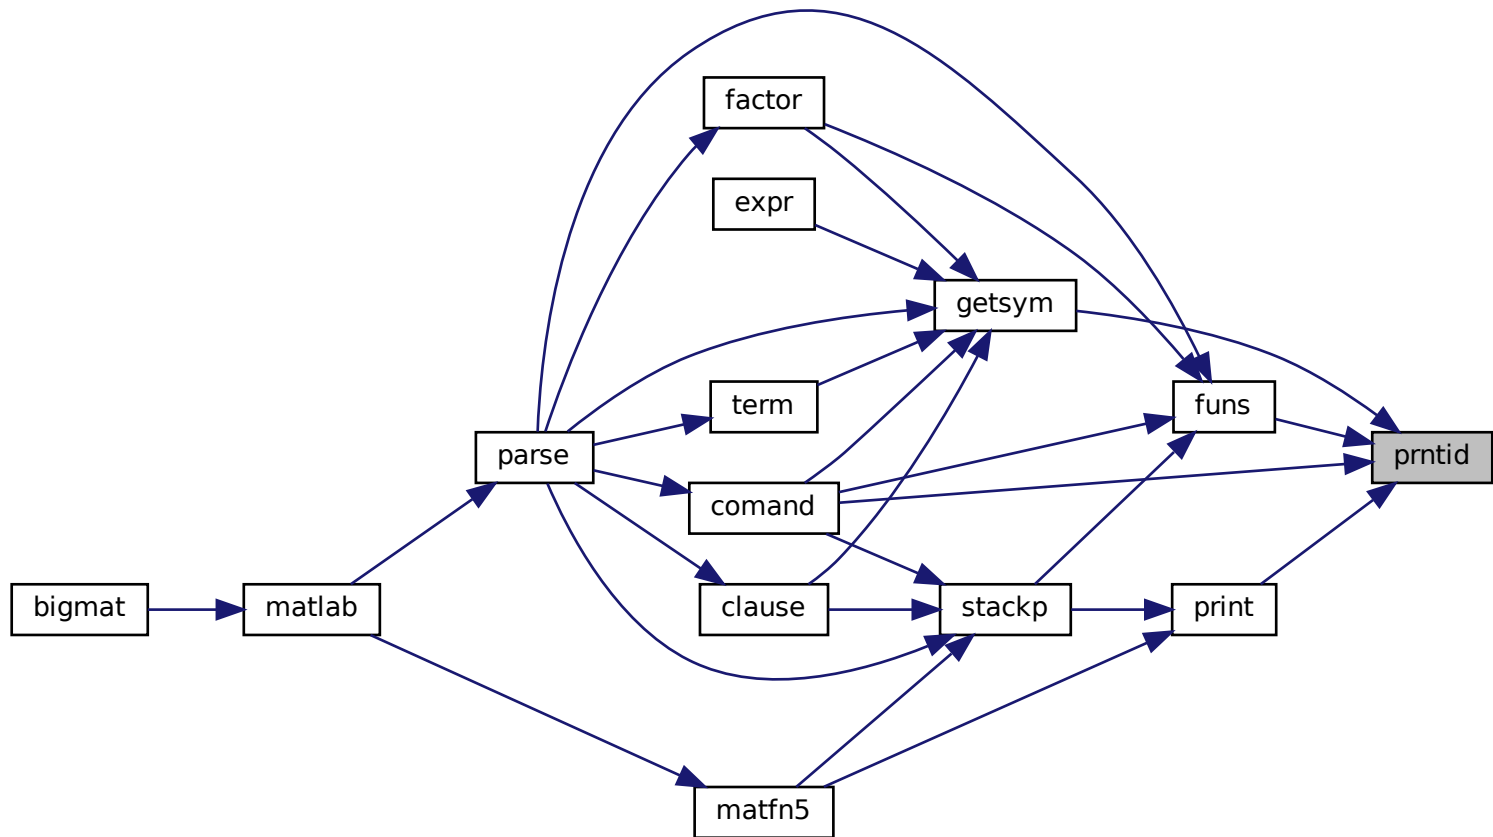 factor
expr
getsym
term
funs
parse
prntid
comand
bigmat
matlab
clause
stackp
print
matfn5